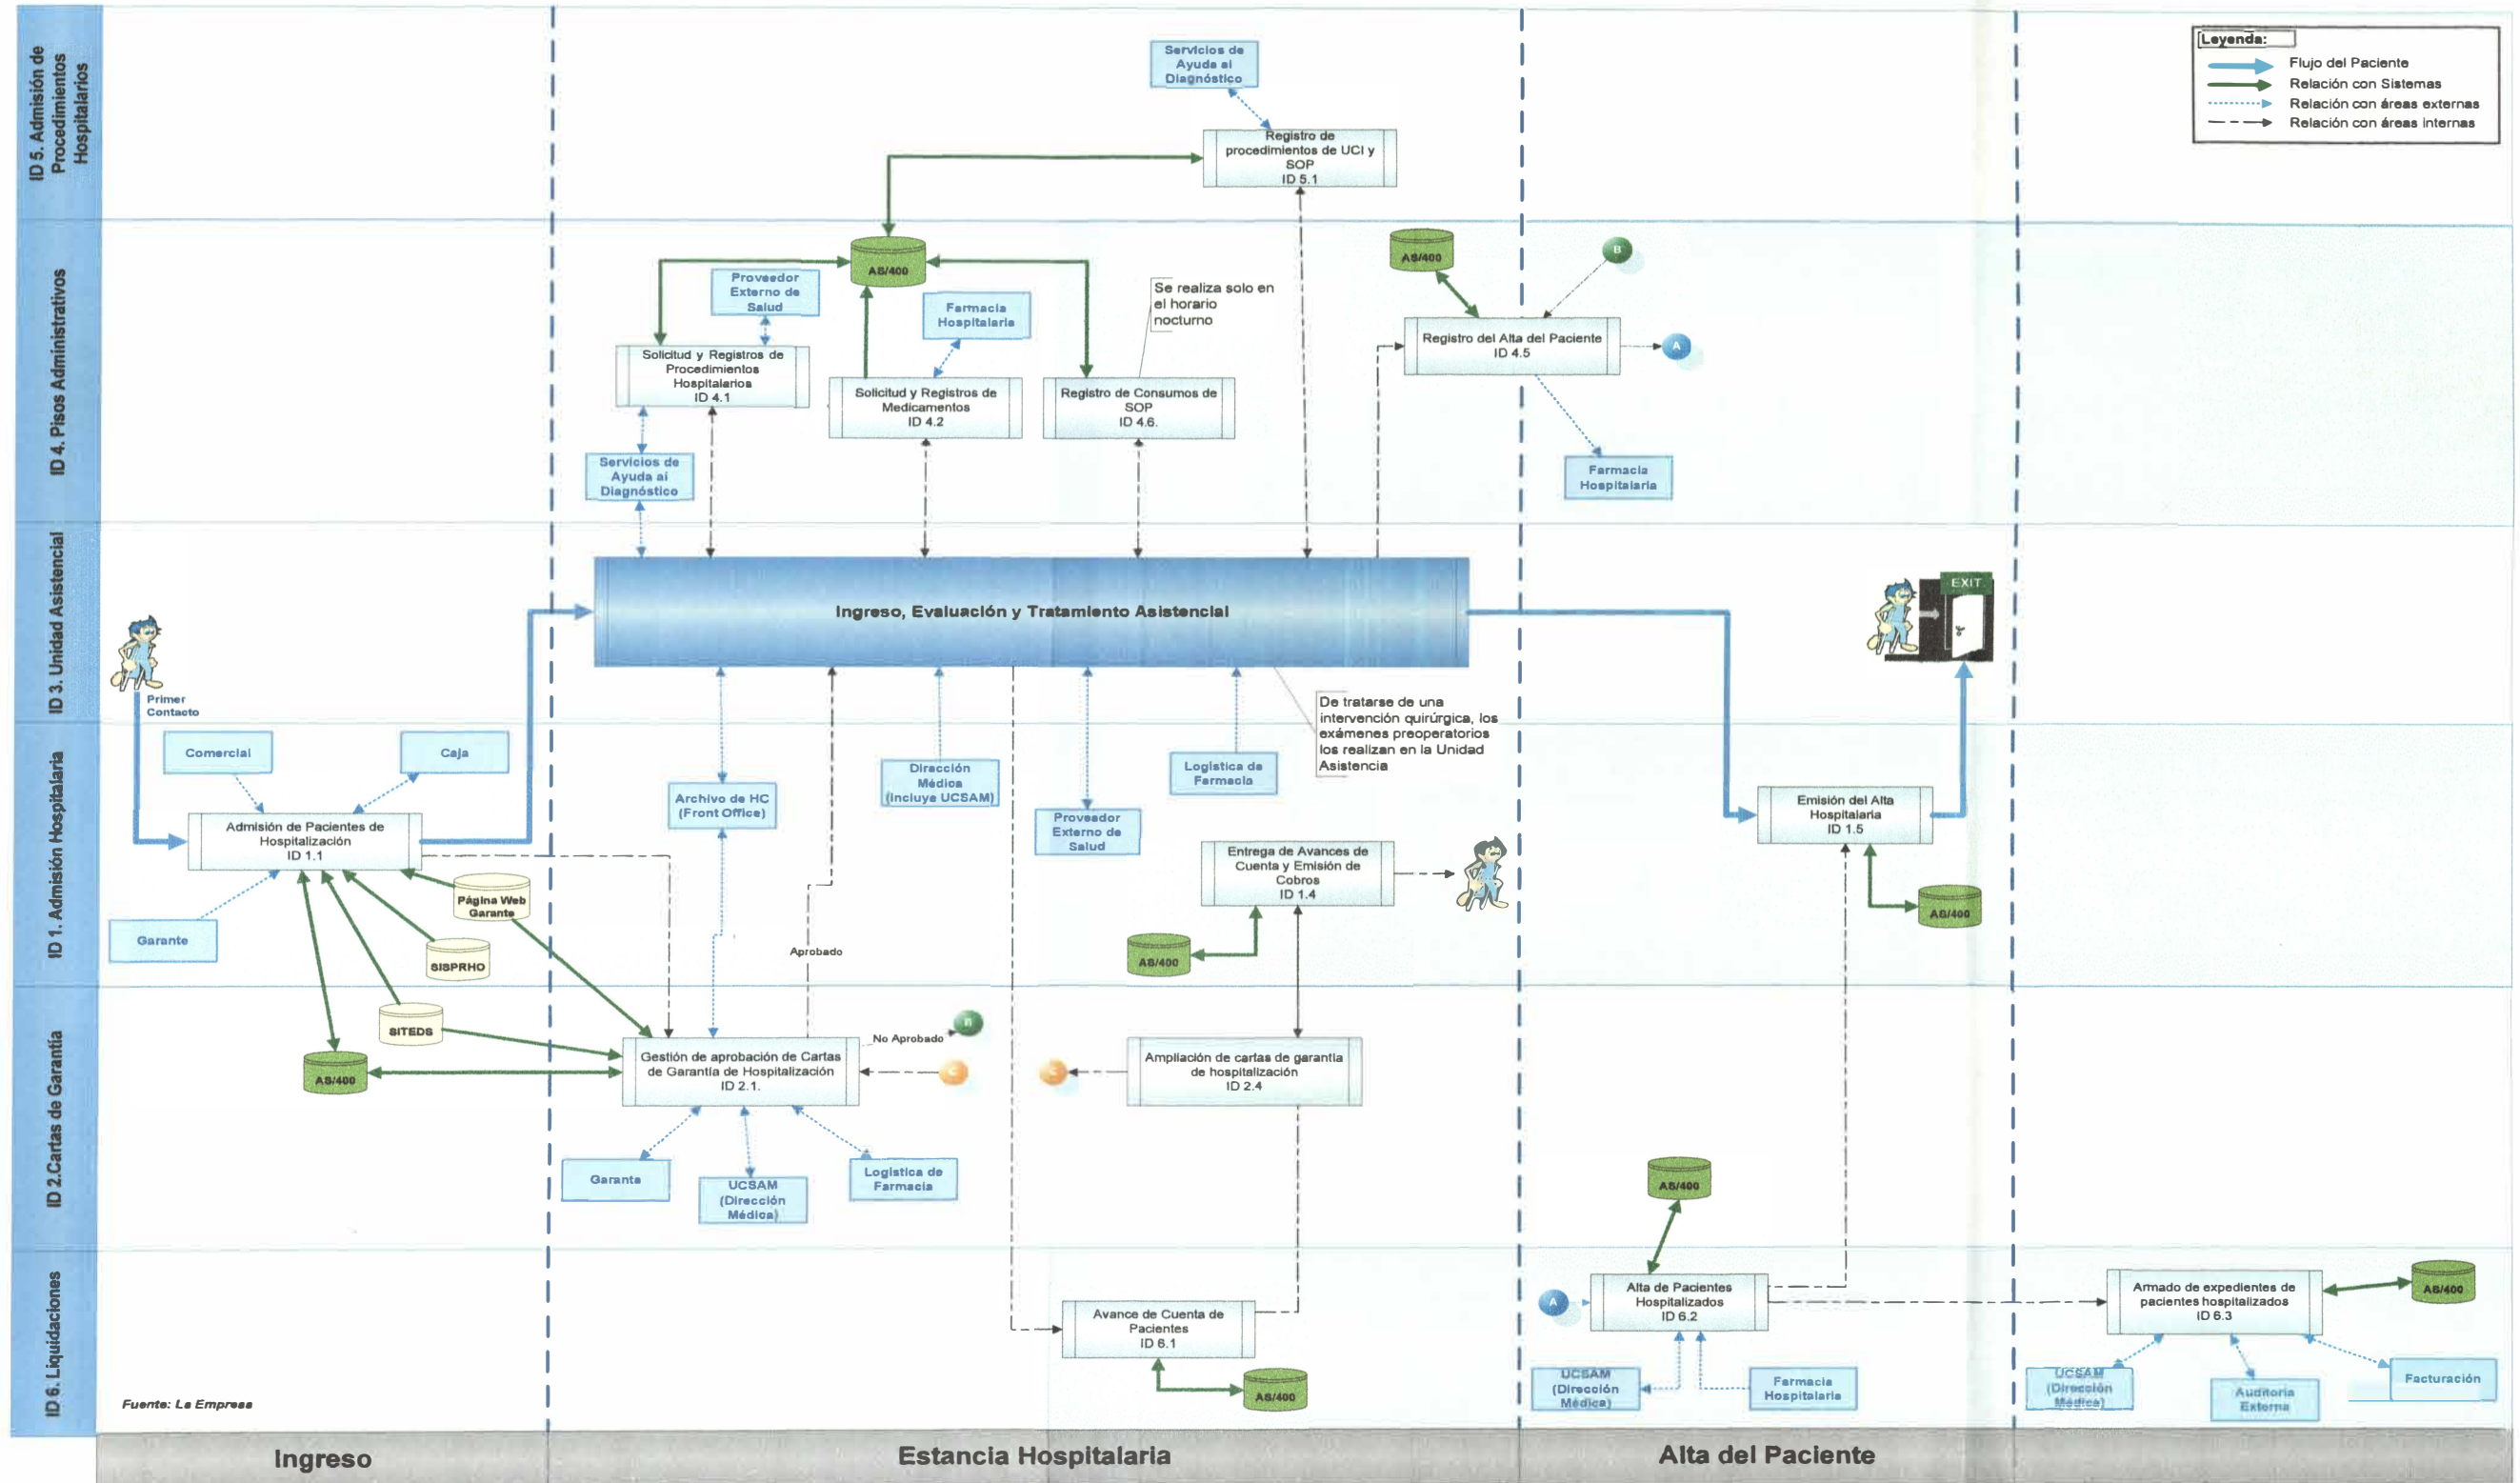 ID 5. Admisión de
Procedimientos
Hospitalarios
Servicios de
Ayuda al
Diagnóstico
Registro de
procedimientos de UCI y
SOP
ID 5.1
Leyenda:
Flujo del Paciente
Relación con Sistemas
Relación con áreas externas
Relación con áreas internas
ID 4. Pisos Administrativos
AS/400
Proveedor
Externo de
Salud
Farmacia
Hospitalaria
Se realiza solo en
el horario
nocturno
Solicitud y Registros de
Procedimientos
Hospitalarios
ID 4.1
Solicitud y Registros de
Medicamentos
ID 4.2
Registro de Consumos de
SOP
ID 4.6.
Servicios de
Ayuda al
Diagnóstico
AS/400
B
Registro del Alta del Paciente
ID 4.5
A
Farmacia
Hospitalaria
ID 3. Unidad Asistencial
Primer
Contacto
Ingreso, Evaluación y Tratamiento Asistencial
EXIT
De tratarse de una
intervención quirúrgica, los
exámenes preoperatorios
los realizan en la Unidad
Asistencia
ID 1. Admisión Hospitalaria
Comercial
Caja
Admisión de Pacientes de
Hospitalización
ID 1.1
Garante
Página Web
Garante
SISPRHO
Archivo de HC
(Front Office)
Dirección
Médica
(Incluye UCSAM)
Proveedor
Externo de
Salud
Logística de
Farmacia
Entrega de Avances de
Cuenta y Emisión de
Cobros
ID 1.4
AS/400
Aprobado
Emisión del Alta
Hospitalaria
ID 1.5
AS/400
ID 2.Cartas de Garantía
SITEDS
AS/400
Gestión de aprobación de Cartas
de Garantía de Hospitalización
ID 2.1.
No Aprobado
B
C
C
Ampliación de cartas de garantía
de hospitalización
ID 2.4
Garante
UCSAM
(Dirección
Médica)
Logística de
Farmacia
AS/400
ID 6. Liquidaciones
Avance de Cuenta de
Pacientes
ID 6.1
AS/400
A
Alta de Pacientes
Hospitalizados
ID 6.2
UCSAM
(Dirección
Médica)
Farmacia
Hospitalaria
Armado de expedientes de
pacientes hospitalizados
ID 6.3
AS/400
UCSAM
(Dirección
Médica)
Auditoria
Externa
Facturación
Fuente: La Empresa
Ingreso
Estancia Hospitalaria
Alta del Paciente